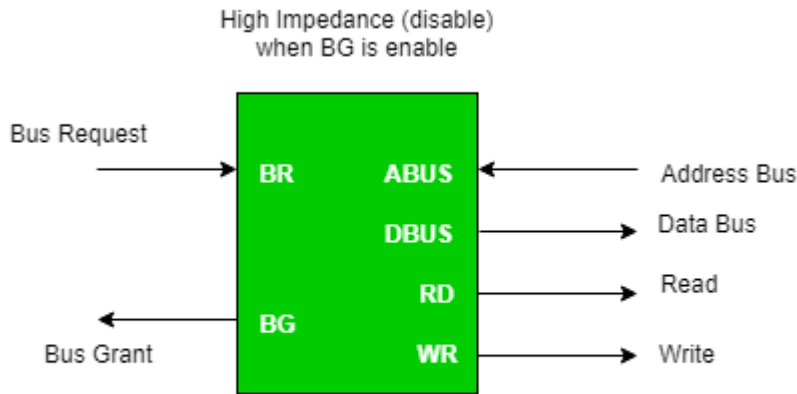 High Impedance (disable)
when BG is enable
Bus Request
BR
ABUS
Address Bus
DBUS
Data Bus
RD
Read
BG
Bus Grant
WR
Write